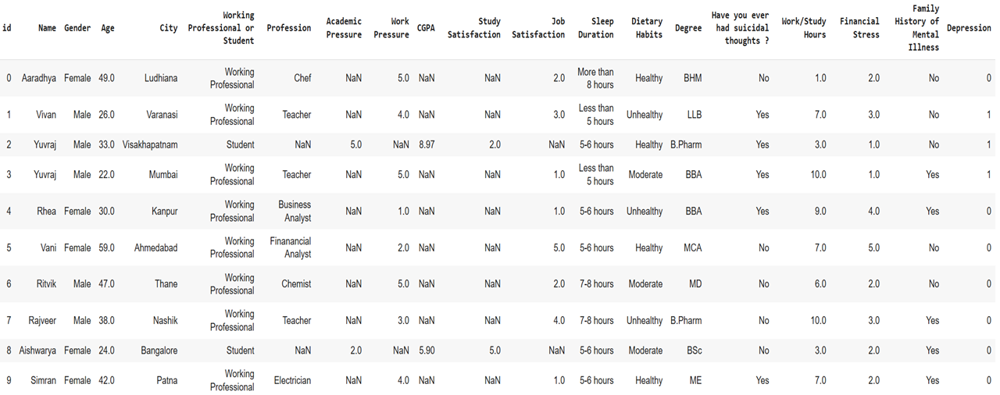 id Name Gender Age City Working Professional or Student Profession Academic Pressure Work Pressure CGPA Study Satisfaction Job Satisfaction Sleep Duration Dietary Habits Degree Have you ever had suicidal thoughts ? Work/Study Hours Financial Stress Family History of Mental Illness Depression
0 Aaradhya Female 49.0 Ludhiana Working Professional Chef NaN 5.0 NaN NaN 2.0 More than 8 hours Healthy BHM No 1.0 2.0 No 0
1 Vivan Male 26.0 Varanasi Working Professional Teacher NaN 4.0 NaN NaN 3.0 Less than 5 hours Unhealthy LLB Yes 7.0 3.0 No 1
2 Yuvraj Male 33.0 Visakhapatnam Student NaN 5.0 NaN 8.97 2.0 NaN 5-6 hours Healthy B.Pharm Yes 3.0 1.0 No 1
3 Yuvraj Male 22.0 Mumbai Working Professional Teacher NaN 5.0 NaN NaN 1.0 Less than 5 hours Moderate BBA Yes 10.0 1.0 Yes 1
4 Rhea Female 30.0 Kanpur Working Professional Business Analyst NaN 1.0 NaN NaN 1.0 5-6 hours Unhealthy BBA Yes 9.0 4.0 Yes 0
5 Vani Female 59.0 Ahmedabad Working Professional Finanancial Analyst NaN 2.0 NaN NaN 5.0 5-6 hours Healthy MCA No 7.0 5.0 No 0
6 Ritvik Male 47.0 Thane Working Professional Chemist NaN 5.0 NaN NaN 2.0 7-8 hours Moderate MD No 6.0 2.0 No 0
7 Rajveer Male 38.0 Nashik Working Professional Teacher NaN 3.0 NaN NaN 4.0 7-8 hours Unhealthy B.Pharm No 10.0 3.0 Yes 0
8 Aishwarya Female 24.0 Bangalore Student NaN 2.0 NaN 5.90 5.0 NaN 5-6 hours Moderate BSc No 3.0 2.0 Yes 0
9 Simran Female 42.0 Patna Working Professional Electrician NaN 4.0 NaN NaN 1.0 5-6 hours Healthy ME Yes 7.0 2.0 Yes 0